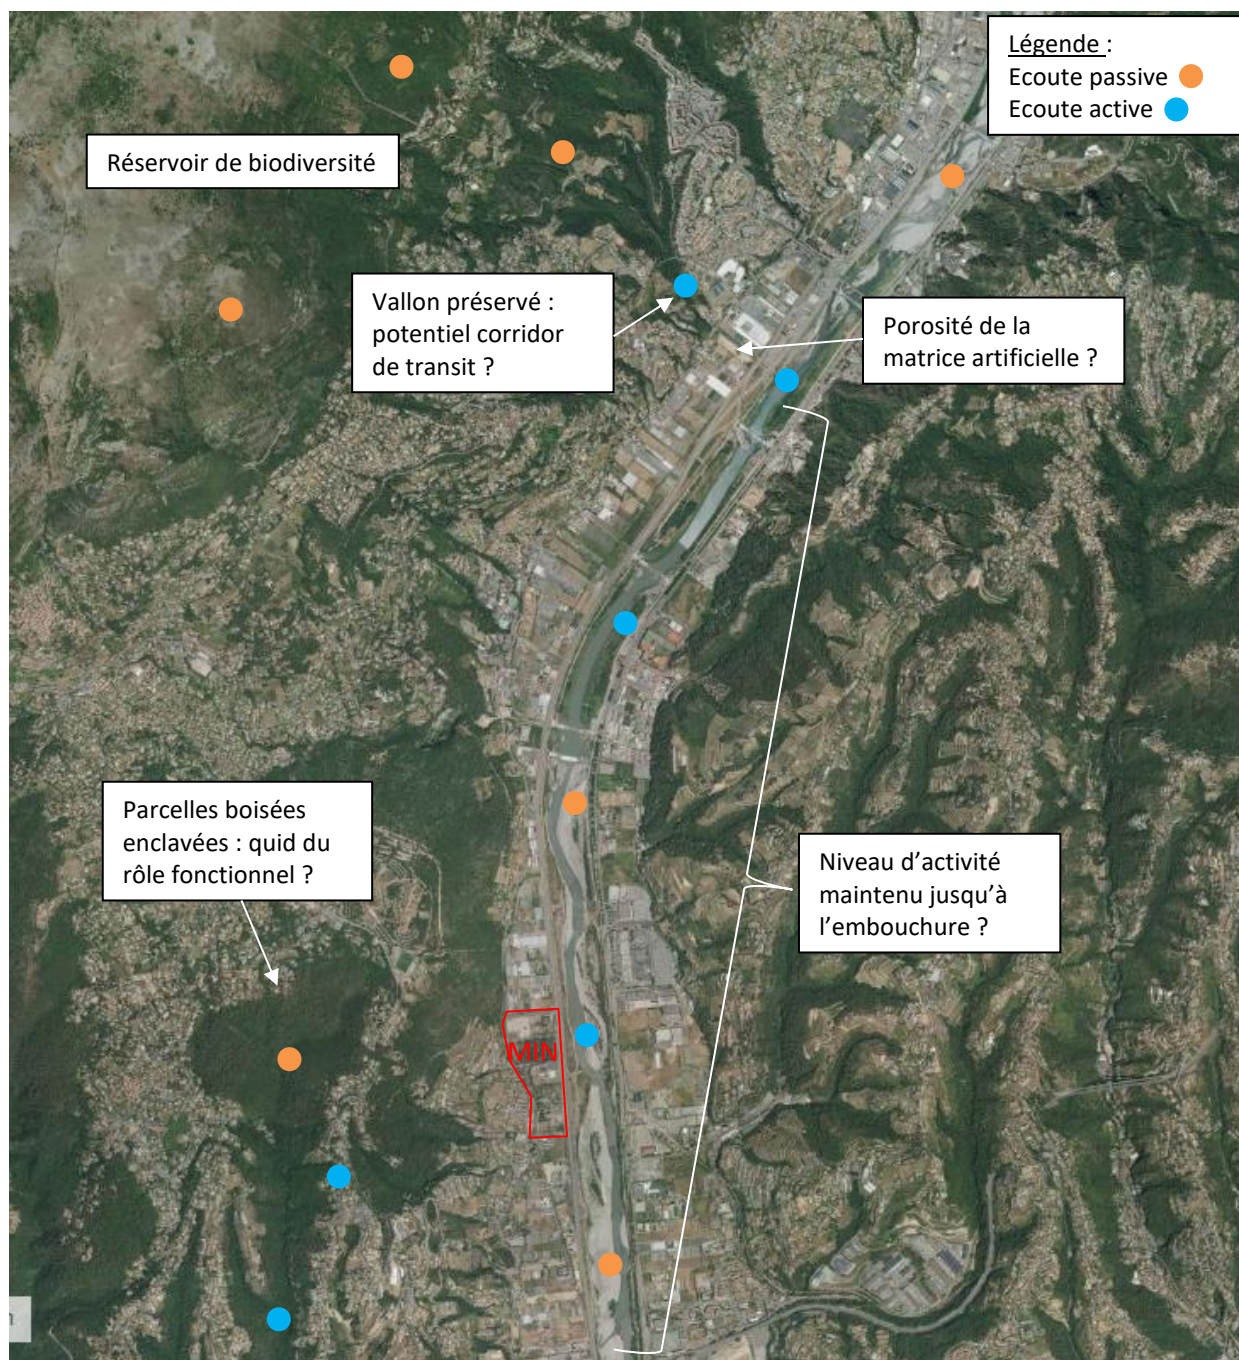 Légende :
Ecoute passive
Ecoute active
Réservoir de biodiversité
Vallon préservé :
potentiel corridor
de transit ?
Porosité de la
matrice artificielle ?
Parcelles boisées
enclavées : quid du
rôle fonctionnel ?
Niveau d’activité
maintenu jusqu’à
l’embouchure ?
MIN